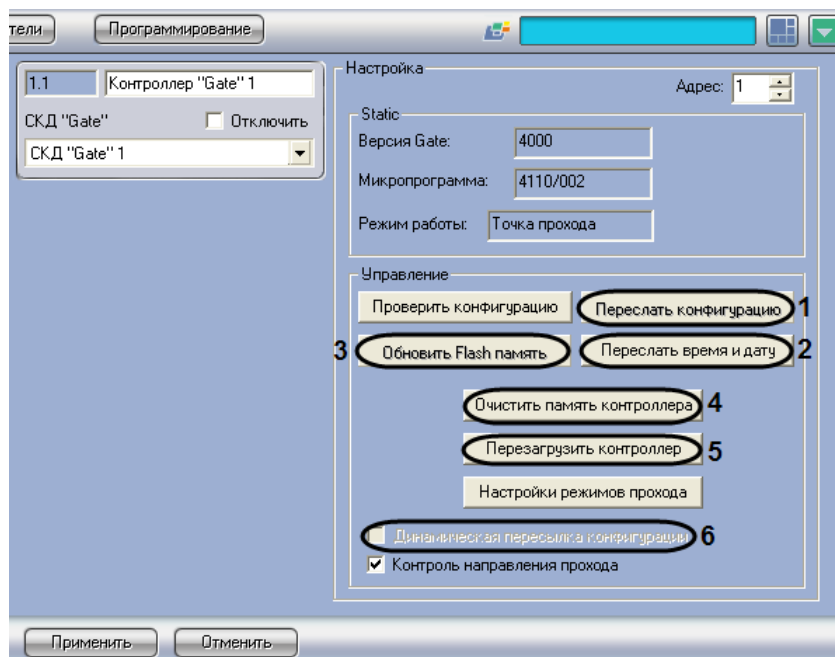 тели
Программирование
1.1
Контроллер "Gate" 1
СКД "Gate"
Отключить
СКД "Gate" 1
Настройка
Адрес: 1
Static
Версия Gate: 4000
Микропрограмма: 4110/002
Режим работы: Точка прохода
Управление
Проверить конфигурацию
Переслать конфигурацию 1
3 Обновить Flash память
Переслать время и дату 2
Очистить память контроллера 4
Перезагрузить контроллер 5
Настройки режимов прохода
Динамическая пересылка конфигурации 6
Контроль направления прохода
Применить
Отменить